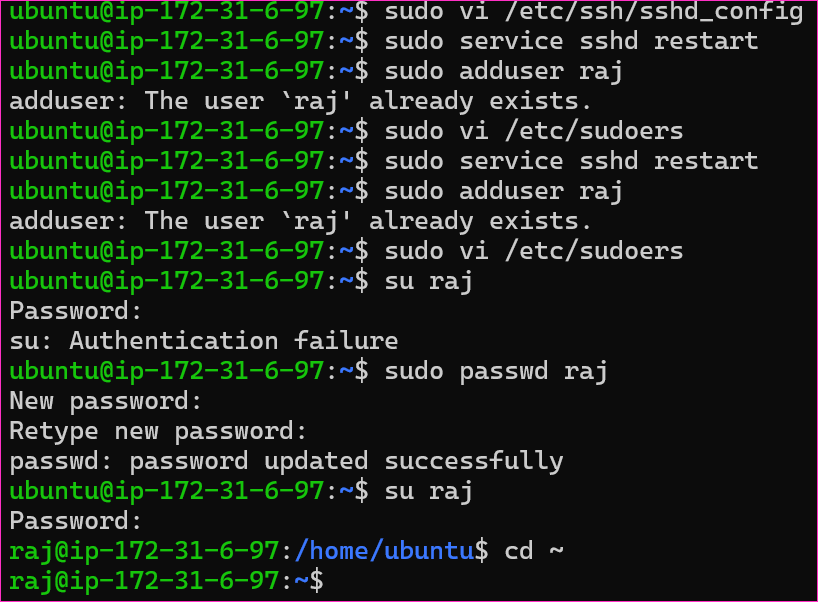 ubuntu@ip-172-31-6-97:~$ sudo vi /etc/ssh/sshd_config
ubuntu@ip-172-31-6-97:~$ sudo service sshd restart
ubuntu@ip-172-31-6-97:~$ sudo adduser raj
adduser: The user `raj' already exists.
ubuntu@ip-172-31-6-97:~$ sudo vi /etc/sudoers
ubuntu@ip-172-31-6-97:~$ sudo service sshd restart
ubuntu@ip-172-31-6-97:~$ sudo adduser raj
adduser: The user `raj' already exists.
ubuntu@ip-172-31-6-97:~$ sudo vi /etc/sudoers
ubuntu@ip-172-31-6-97:~$ su raj
Password:
su: Authentication failure
ubuntu@ip-172-31-6-97:~$ sudo passwd raj
New password:
Retype new password:
passwd: password updated successfully
ubuntu@ip-172-31-6-97:~$ su raj
Password:
raj@ip-172-31-6-97:/home/ubuntu$ cd ~
raj@ip-172-31-6-97:~$